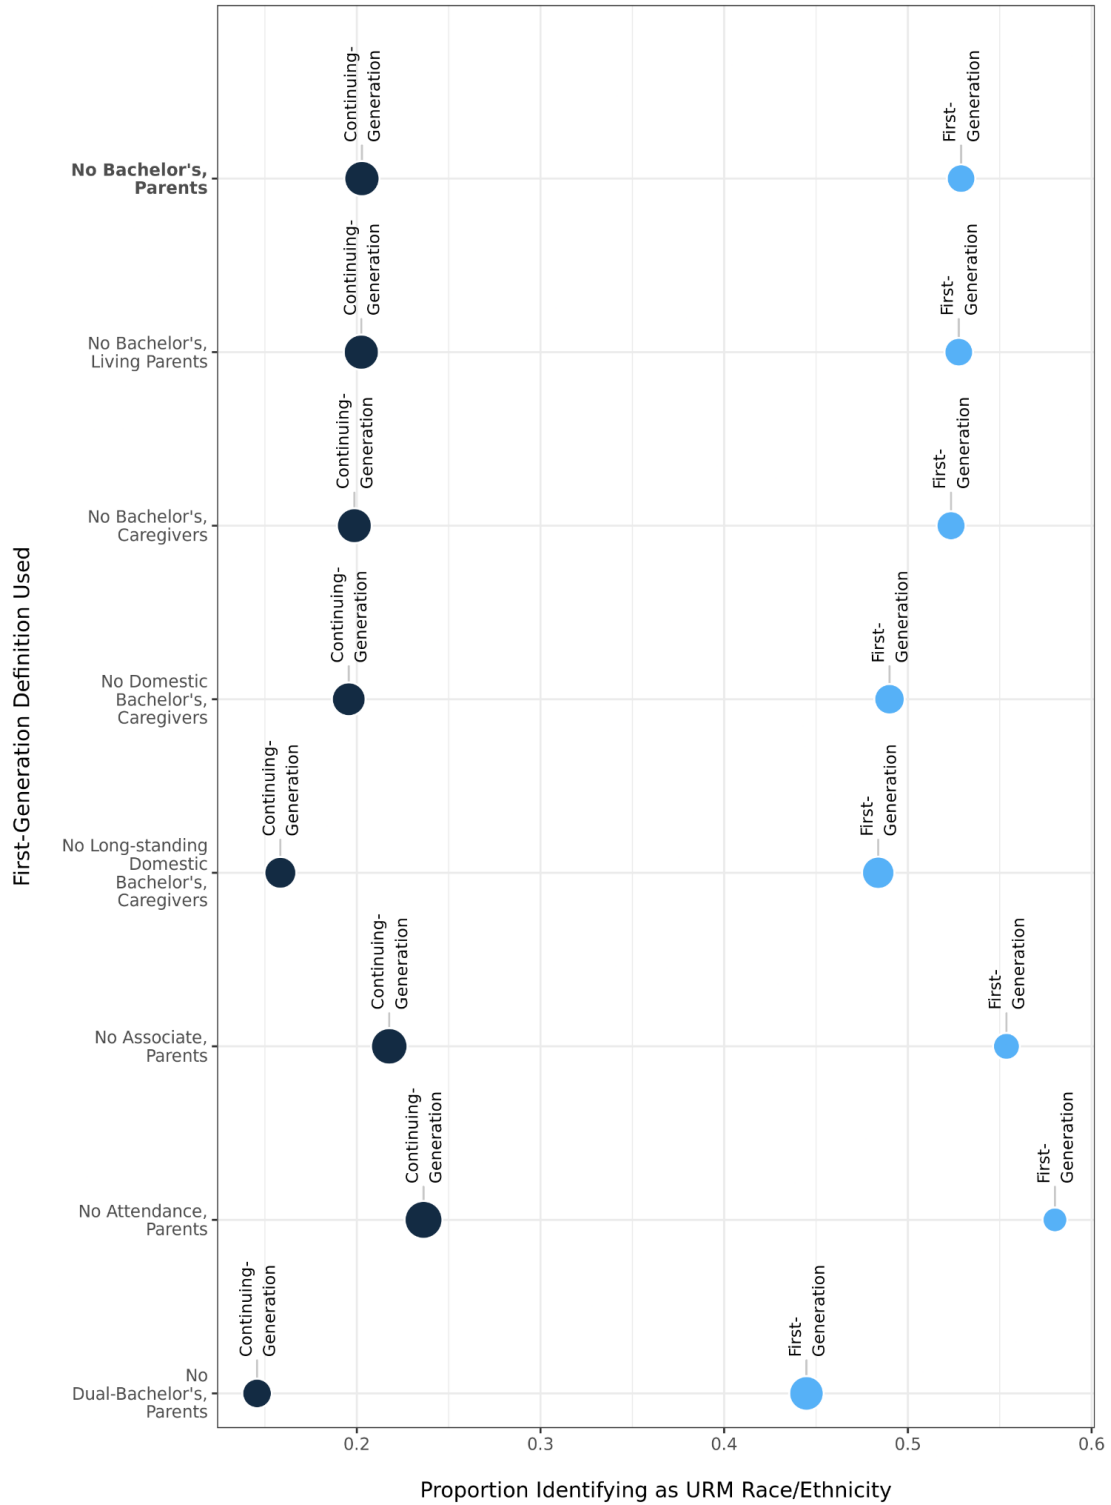 First-Generation Definition Used
Continuing-
Generation
First-
Generation
No Bachelor's,
Parents
Continuing-
Generation
First-
Generation
No Bachelor's,
Living Parents
Continuing-
Generation
First-
Generation
No Bachelor's,
Caregivers
Continuing-
Generation
First-
Generation
No Domestic
Bachelor's,
Caregivers
Continuing-
Generation
First-
Generation
No Long-standing
Domestic
Bachelor's,
Caregivers
Continuing-
Generation
First-
Generation
No Associate,
Parents
Continuing-
Generation
First-
Generation
No Attendance,
Parents
Continuing-
Generation
First-
Generation
No
Dual-Bachelor's,
Parents
0.2 0.3 0.4 0.5 0.6
Proportion Identifying as URM Race/Ethnicity